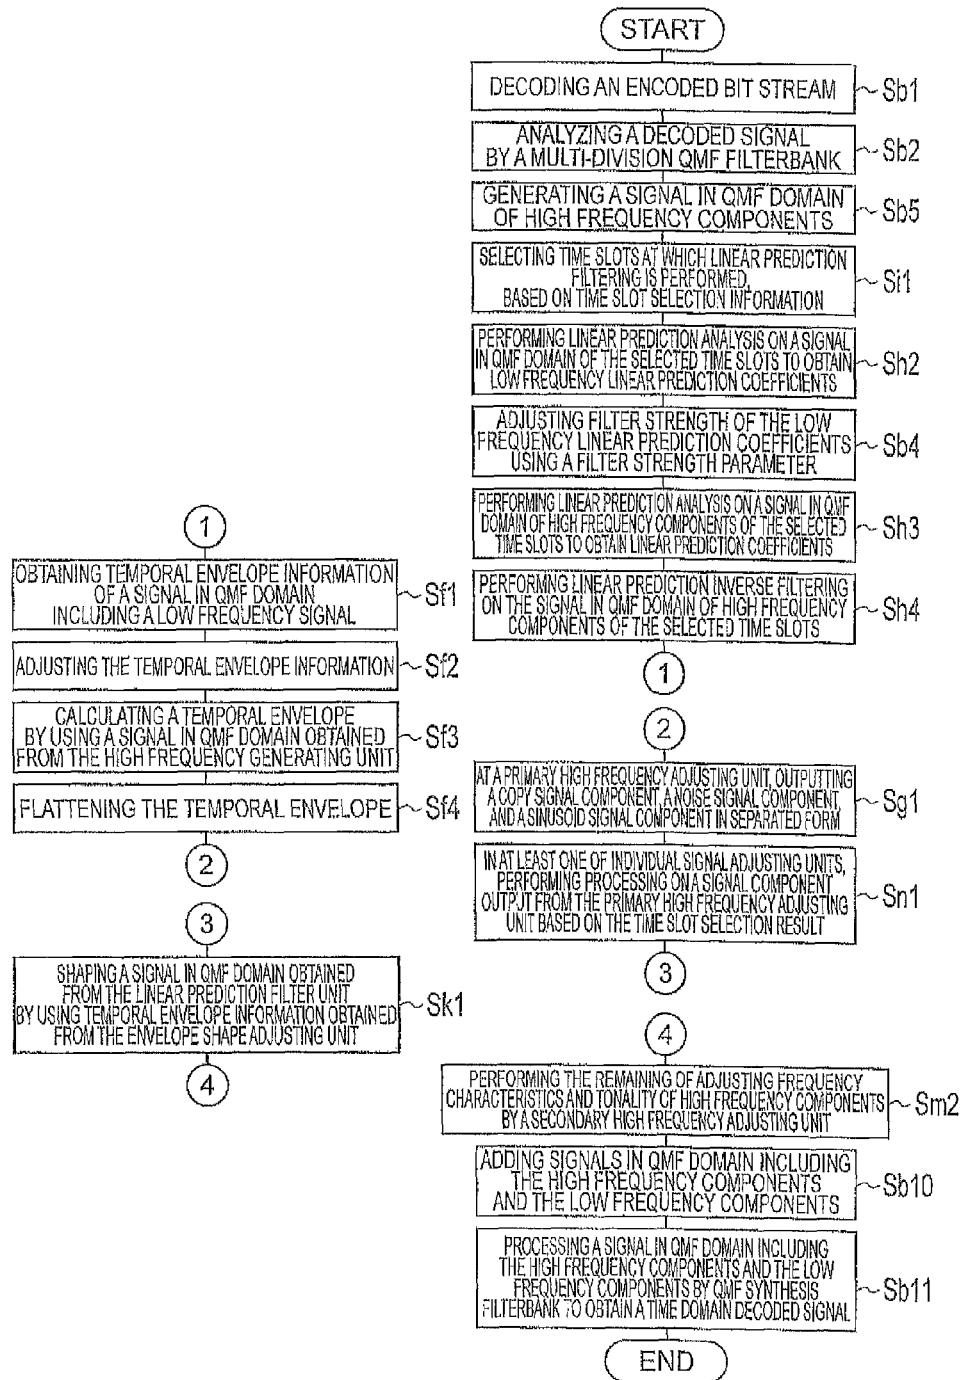 START
DECODING AN ENCODED BIT STREAM
Sb1
ANALYZING A DECODED SIGNAL
BY A MULTI-DIVISION QMF FILTERBANK
Sb2
GENERATING A SIGNAL IN QMF DOMAIN
OF HIGH FREQUENCY COMPONENTS
Sb5
SELECTING TIME SLOTS AT WHICH LINEAR PREDICTION
FILTERING IS PERFORMED,
BASED ON TIME SLOT SELECTION INFORMATION
Si1
PERFORMING LINEAR PREDICTION ANALYSIS ON A SIGNAL
IN QMF DOMAIN OF THE SELECTED TIME SLOTS TO OBTAIN
LOW FREQUENCY LINEAR PREDICTION COEFFICIENTS
Sh2
ADJUSTING FILTER STRENGTH OF THE LOW
FREQUENCY LINEAR PREDICTION COEFFICIENTS
USING A FILTER STRENGTH PARAMETER
Sb4
PERFORMING LINEAR PREDICTION ANALYSIS ON A SIGNAL IN QMF
DOMAIN OF HIGH FREQUENCY COMPONENTS OF THE SELECTED
TIME SLOTS TO OBTAIN LINEAR PREDICTION COEFFICIENTS
Sh3
PERFORMNG LINEAR PREDICTION INVERSE FILTERING
ON THE SIGNAL IN QMF DOMAIN OF HIGH FREQUENCY
COMPONENTS OF THE SELECTED TIME SLOTS
Sh4
1
1
OBTAINING TEMPORAL ENVELOPE INFORMATION
OF A SIGNAL IN QMF DOMAIN
INCLUDING A LOW FREQUENCY SIGNAL
Sf1
ADJUSTING THE TEMPORAL ENVELOPE INFORMATION
Sf2
CALCULATING A TEMPORAL ENVELOPE
BY USING A SIGNAL IN QMF DOMAIN OBTAINED
FROM THE HIGH FREQUENCY GENERATING UNIT
Sf3
FLATTENING THE TEMPORAL ENVELOPE
Sf4
2
2
AT A PRIMARY HIGH FREQUENCY ADJUSTING UNIT, OUTPUTTING
A COPY SIGNAL COMPONENT, A NOISE SIGNAL COMPONENT,
AND A SINUSOID SIGNAL COMPONENT IN SEPARATED FORM
Sg1
IN AT LEAST ONE OF INDIVIDUAL SIGNAL ADJUSTING UNITS,
PERFORMING PROCESSING ON A SIGNAL COMPONENT
OUTPUT FROM THE PRIMARY HIGH FREQUENCY ADJUSTING
UNIT BASED ON THE TIME SLOT SELECTION RESULT
Sn1
3
3
SHAPING A SIGNAL IN QMF DOMAIN OBTAINED
FROM THE LINEAR PREDICTION FILTER UNIT
BY USING TEMPORAL ENVELOPE INFORMATION OBTAINED
FROM THE ENVELOPE SHAPE ADJUSTING UNIT
Sk1
4
4
PERFORMING THE REMAINING OF ADJUSTING FREQUENCY
CHARACTERISTICS AND TONALITY OF HIGH FREQUENCY COMPONENTS
BY A SECONDARY HIGH FREQUENCY ADJUSTING UNIT
Sm2
ADDING SIGNALS IN QMF DOMAIN INCLUDING
THE HIGH FREQUENCY COMPONENTS
AND THE LOW FREQUENCY COMPONENTS
Sb10
PROCESSING A SIGNAL IN QMF DOMAIN INCLUDING
THE HIGH FREQUENCY COMPONENTS AND THE LOW
FREQUENCY COMPONENTS BY QMF SYNTHESIS
FILTERBANK TO OBTAIN A TIME DOMAIN DECODED SIGNAL
Sb11
END